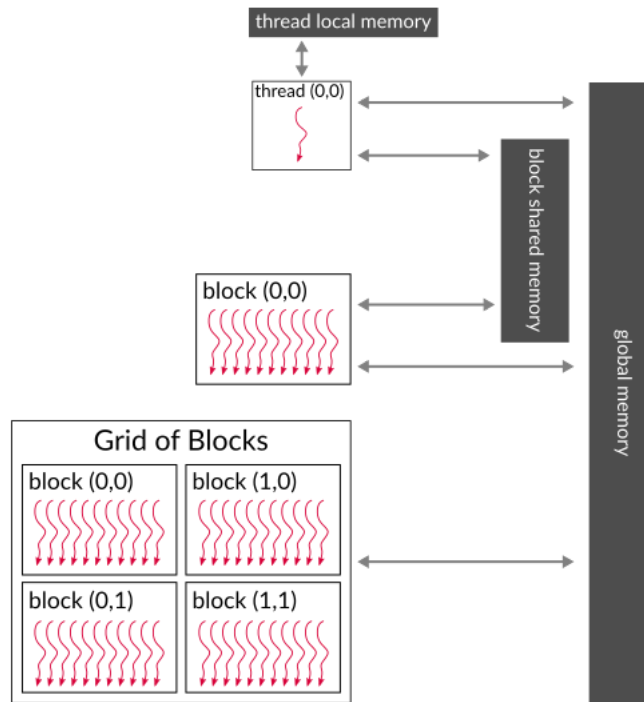 thread local memory
thread (0,0)
block shared memory
block (0,0)
global memory
Grid of Blocks
block (0,0)
block (1,0)
block (0,1)
block (1,1)